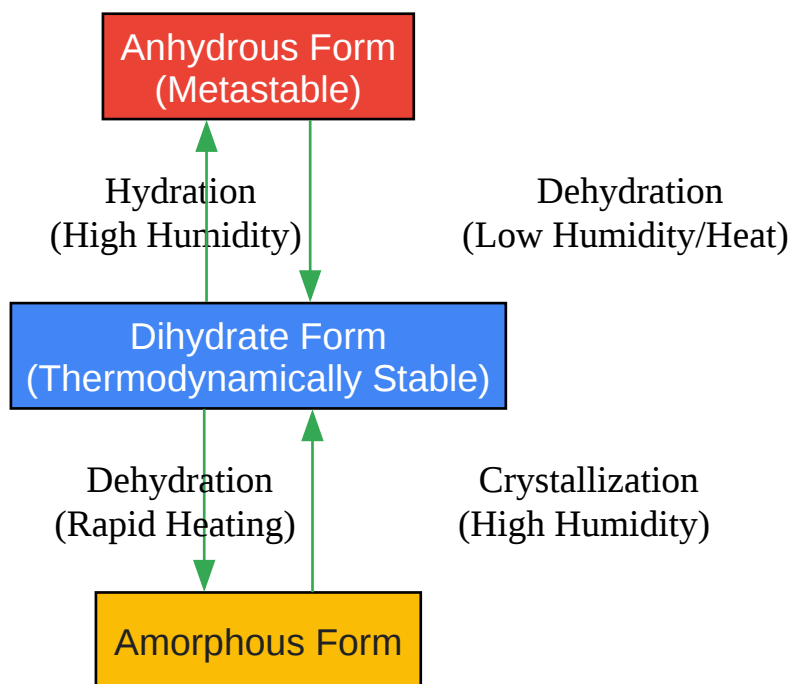 Anhydrous Form
(Metastable)
Hydration
(High Humidity)
Dehydration
(Low Humidity/Heat)
Dihydrate Form
(Thermodynamically Stable)
Dehydration
(Rapid Heating)
Crystallization
(High Humidity)
Amorphous Form